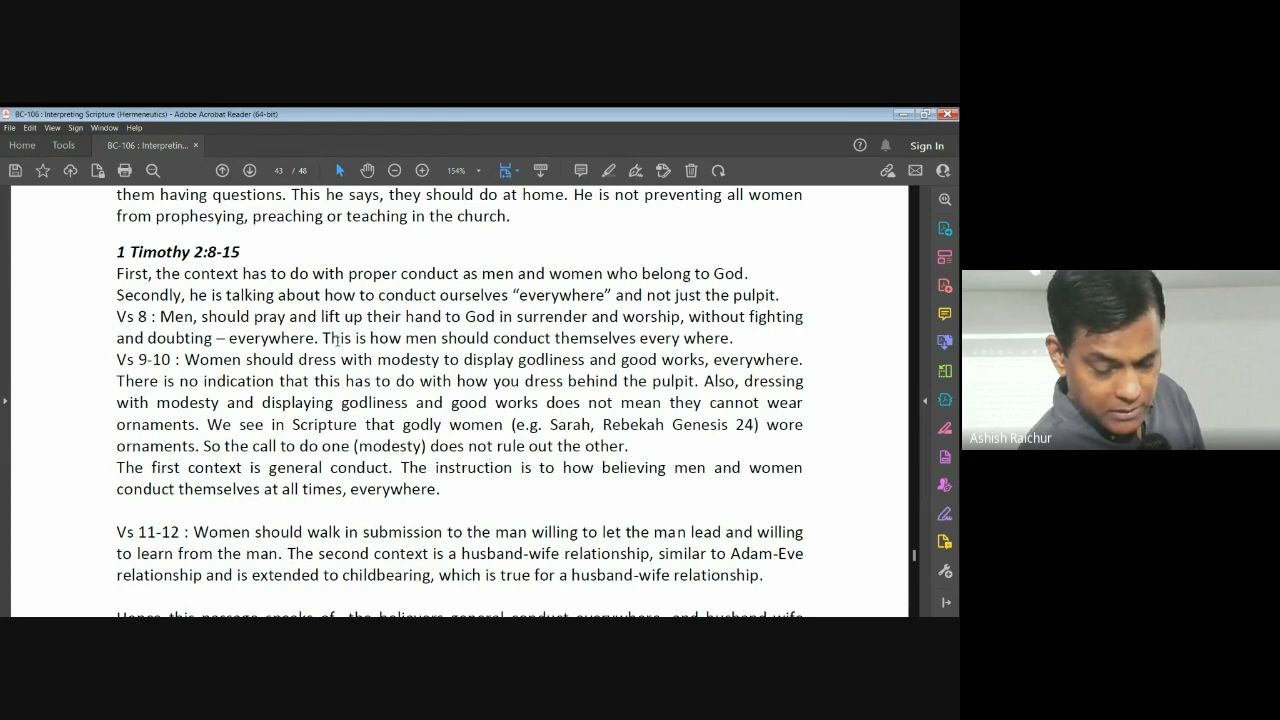 BC-106 : Interpreting Scripture (Hermeneutics) - Adobe Acrobat Reader (64-bit)
File Edit View Sign Window Help
Home Tools BC-106 : Interpretin... × Sign In
43 / 48 154%
them having questions. This he says, they should do at home. He is not preventing all women
from prophesying, preaching or teaching in the church.
1 Timothy 2:8-15
First, the context has to do with proper conduct as men and women who belong to God.
Secondly, he is talking about how to conduct ourselves “everywhere” and not just the pulpit.
Vs 8 : Men, should pray and lift up their hand to God in surrender and worship, without fighting
and doubting – everywhere. This is how men should conduct themselves every where.
Vs 9-10 : Women should dress with modesty to display godliness and good works, everywhere.
There is no indication that this has to do with how you dress behind the pulpit. Also, dressing
with modesty and displaying godliness and good works does not mean they cannot wear
ornaments. We see in Scripture that godly women (e.g. Sarah, Rebekah Genesis 24) wore
ornaments. So the call to do one (modesty) does not rule out the other.
The first context is general conduct. The instruction is to how believing men and women
conduct themselves at all times, everywhere.
Vs 11-12 : Women should walk in submission to the man willing to let the man lead and willing
to learn from the man. The second context is a husband-wife relationship, similar to Adam-Eve
relationship and is extended to childbearing, which is true for a husband-wife relationship.
Hence this passage speaks of the believers general conduct everywhere, and husband-wife
Ashish Raichur